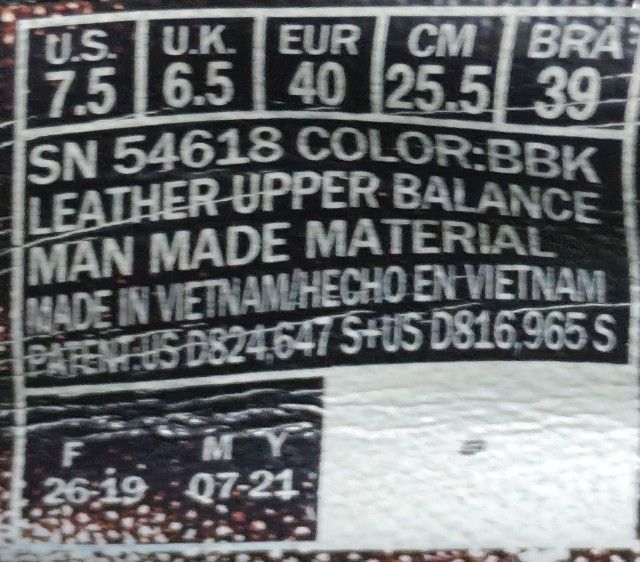 U.S. U.K. EUR CM BRA
7.5 6.5 40 25.5 39
SN 54618 COLOR:BBK
LEATHER UPPER-BALANCE
MAN MADE MATERIAL
MADE IN VIETNAM/HECHO EN VIETNAM
PATENT:US D824,647 S+US D816,965 S
F M Y
26-19 07-21